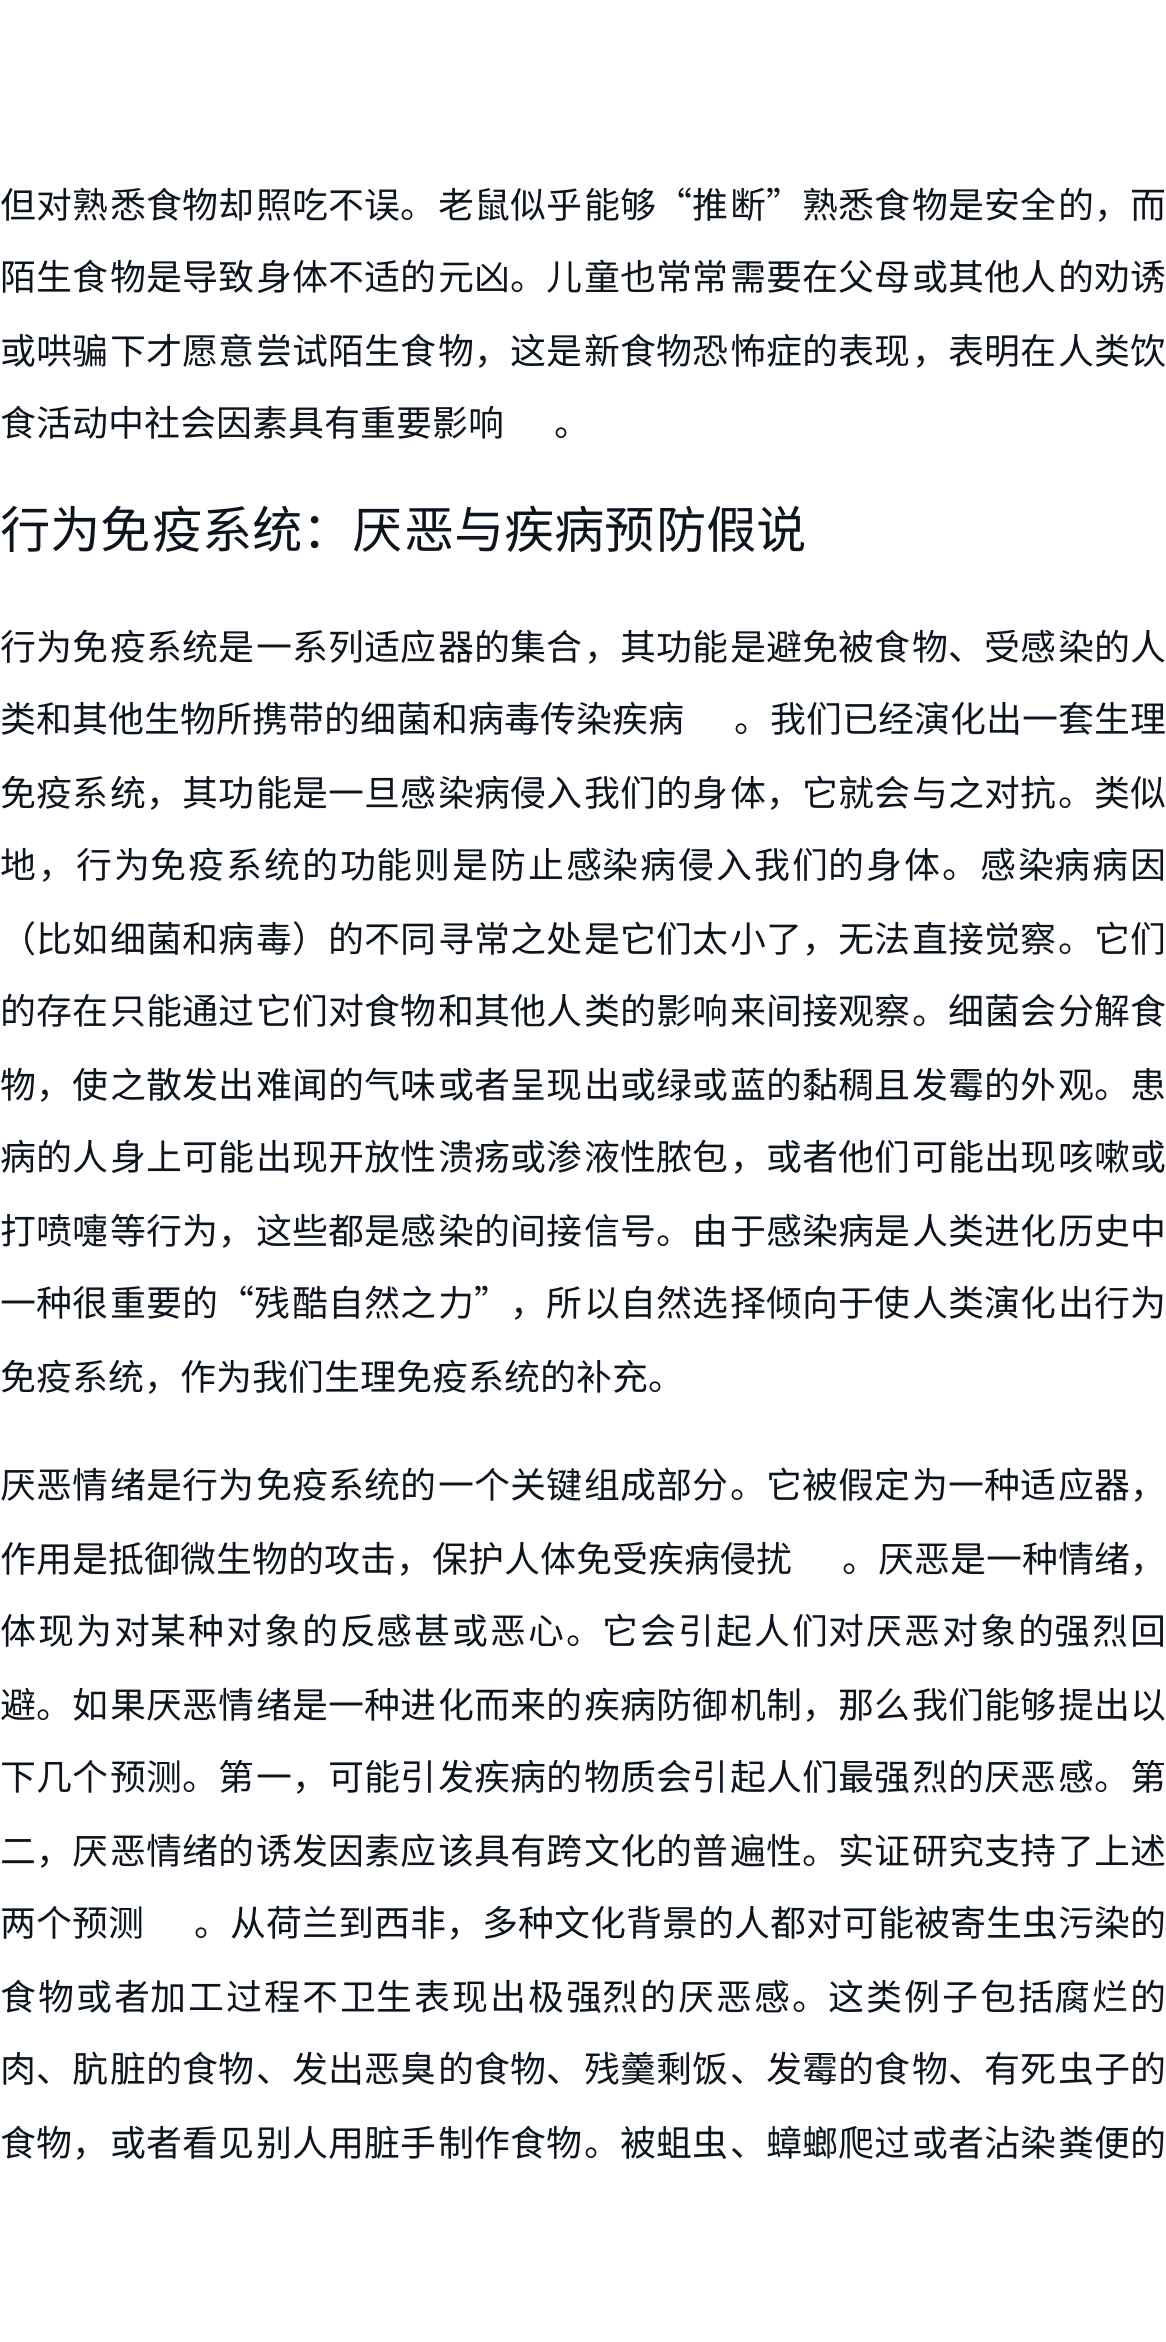 但对熟悉食物却照吃不误。老鼠似乎能够“推断”熟悉食物是安全的，而
陌生食物是导致身体不适的元凶。儿童也常常需要在父母或其他人的劝诱
或哄骗下才愿意尝试陌生食物，这是新食物恐怖症的表现，表明在人类饮
食活动中社会因素具有重要影响 。
行为免疫系统：厌恶与疾病预防假说
行为免疫系统是一系列适应器的集合，其功能是避免被食物、受感染的人
类和其他生物所携带的细菌和病毒传染疾病 。我们已经演化出一套生理
免疫系统，其功能是一旦感染病侵入我们的身体，它就会与之对抗。类似
地，行为免疫系统的功能则是防止感染病侵入我们的身体。感染病病因
（比如细菌和病毒）的不同寻常之处是它们太小了，无法直接觉察。它们
的存在只能通过它们对食物和其他人类的影响来间接观察。细菌会分解食
物，使之散发出难闻的气味或者呈现出或绿或蓝的黏稠且发霉的外观。患
病的人身上可能出现开放性溃疡或渗液性脓包，或者他们可能出现咳嗽或
打喷嚏等行为，这些都是感染的间接信号。由于感染病是人类进化历史中
一种很重要的“残酷自然之力”，所以自然选择倾向于使人类演化出行为
免疫系统，作为我们生理免疫系统的补充。
厌恶情绪是行为免疫系统的一个关键组成部分。它被假定为一种适应器，
作用是抵御微生物的攻击，保护人体免受疾病侵扰 。厌恶是一种情绪，
体现为对某种对象的反感甚或恶心。它会引起人们对厌恶对象的强烈回
避。如果厌恶情绪是一种进化而来的疾病防御机制，那么我们能够提出以
下几个预测。第一，可能引发疾病的物质会引起人们最强烈的厌恶感。第
二，厌恶情绪的诱发因素应该具有跨文化的普遍性。实证研究支持了上述
两个预测 。从荷兰到西非，多种文化背景的人都对可能被寄生虫污染的
食物或者加工过程不卫生表现出极强烈的厌恶感。这类例子包括腐烂的
肉、肮脏的食物、发出恶臭的食物、残羹剩饭、发霉的食物、有死虫子的
食物，或者看见别人用脏手制作食物。被蛆虫、蟑螂爬过或者沾染粪便的